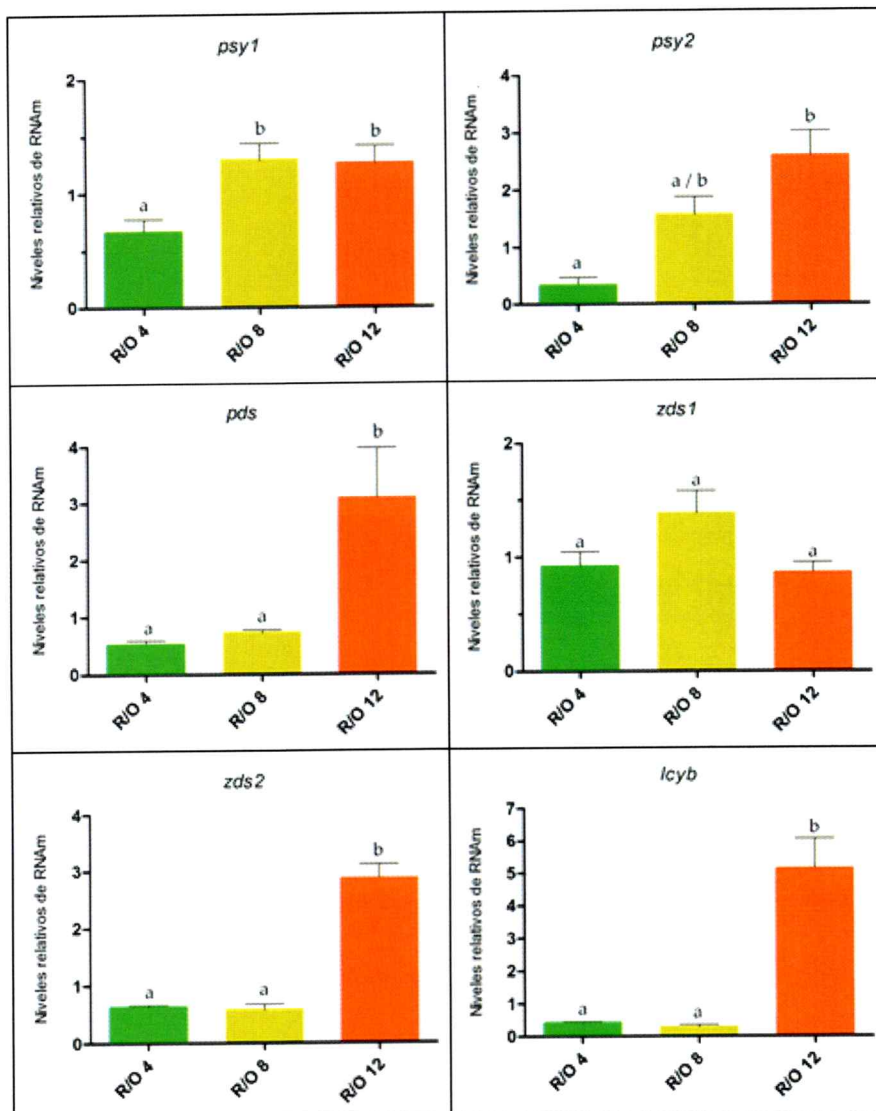 psy1
Niveles relativos de RNAm
2
1
0
a
b
b
R/O 4
R/O 8
R/O 12
psy2
Niveles relativos de RNAm
4
3
2
1
0
a
a / b
b
R/O 4
R/O 8
R/O 12
pds
Niveles relativos de RNAm
4
3
2
1
0
a
a
b
R/O 4
R/O 8
R/O 12
zds1
Niveles relativos de RNAm
2
1
0
a
a
a
R/O 4
R/O 8
R/O 12
zds2
Niveles relativos de RNAm
4
3
2
1
0
a
a
b
R/O 4
R/O 8
R/O 12
lcyb
Niveles relativos de RNAm
7
6
5
4
3
2
1
0
a
a
b
R/O 4
R/O 8
R/O 12